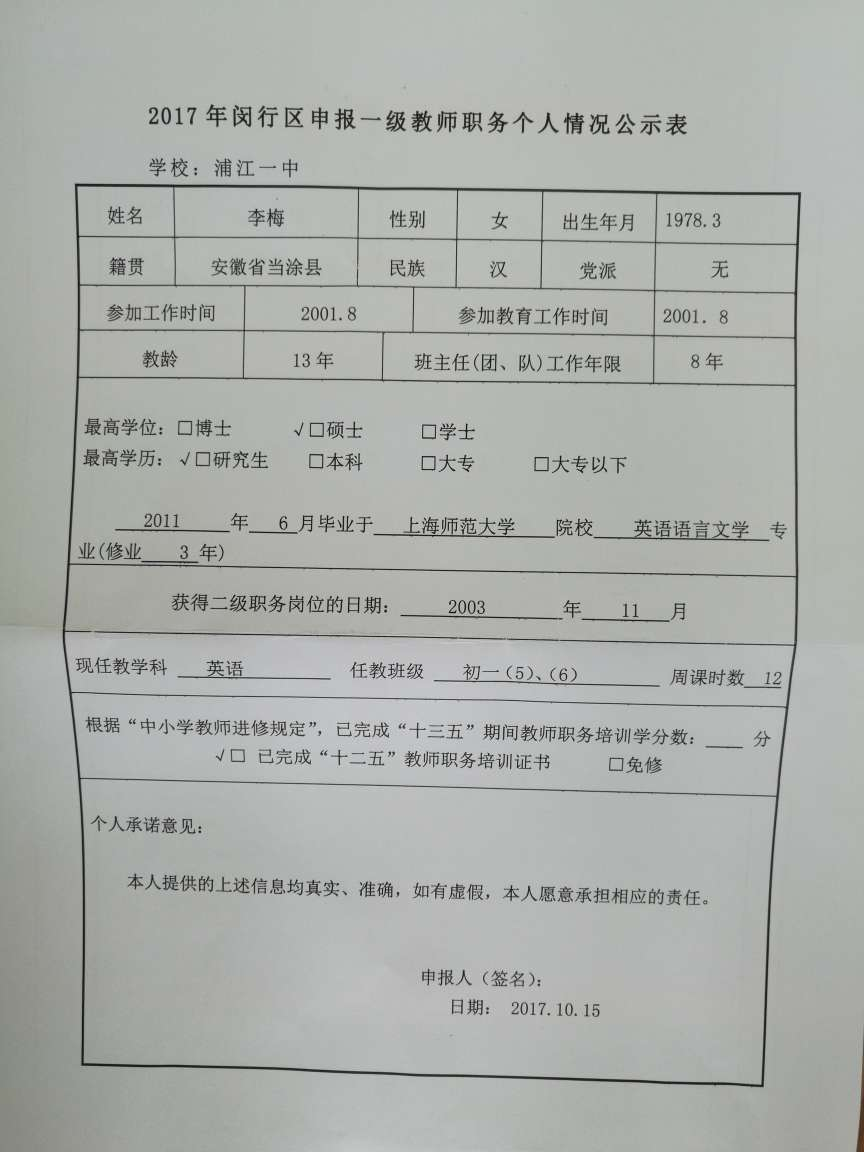 2017年闵行区申报一级教师职务个人情况公示表
学校：浦江一中
姓名 李梅 性别 女 出生年月 1978.3
籍贯 安徽省当涂县 民族 汉 党派 无
参加工作时间 2001.8 参加教育工作时间 2001. 8
教龄 13年 班主任(团、队)工作年限 8年
最高学位：□博士 √□硕士 □学士
最高学历：√□研究生 □本科 □大专 □大专以下
2011 年 6 月毕业于 上海师范大学 院校 英语语言文学 专
业(修业 3 年)
获得二级职务岗位的日期： 2003 年 11 月
现任教学科 英语 任教班级 初一(5)、(6) 周课时数 12
根据“中小学教师进修规定”，已完成“十三五”期间教师职务培训学分数：____ 分
√□ 已完成“十二五”教师职务培训证书 □免修
个人承诺意见：
本人提供的上述信息均真实、准确，如有虚假，本人愿意承担相应的责任。
申报人（签名）：
日期： 2017.10.15